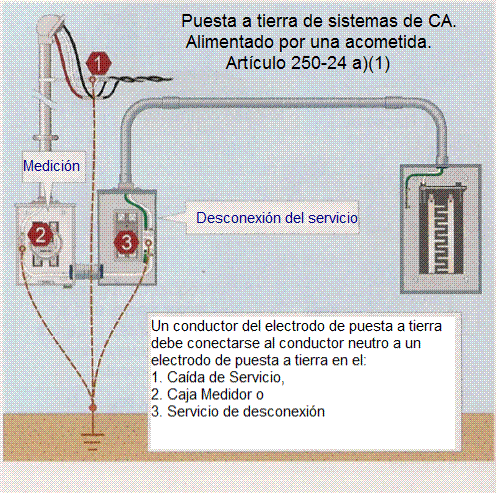 Puesta a tierra de sistemas de CA.
Alimentado por una acometida.
Artículo 250-24 a)(1)
1
Medición
2
3
Desconexión del servicio
Un conductor del electrodo de puesta a tierra
debe conectarse al conductor neutro a un
electrodo de puesta a tierra en el:
1. Caída de Servicio,
2. Caja Medidor o
3. Servicio de desconexión